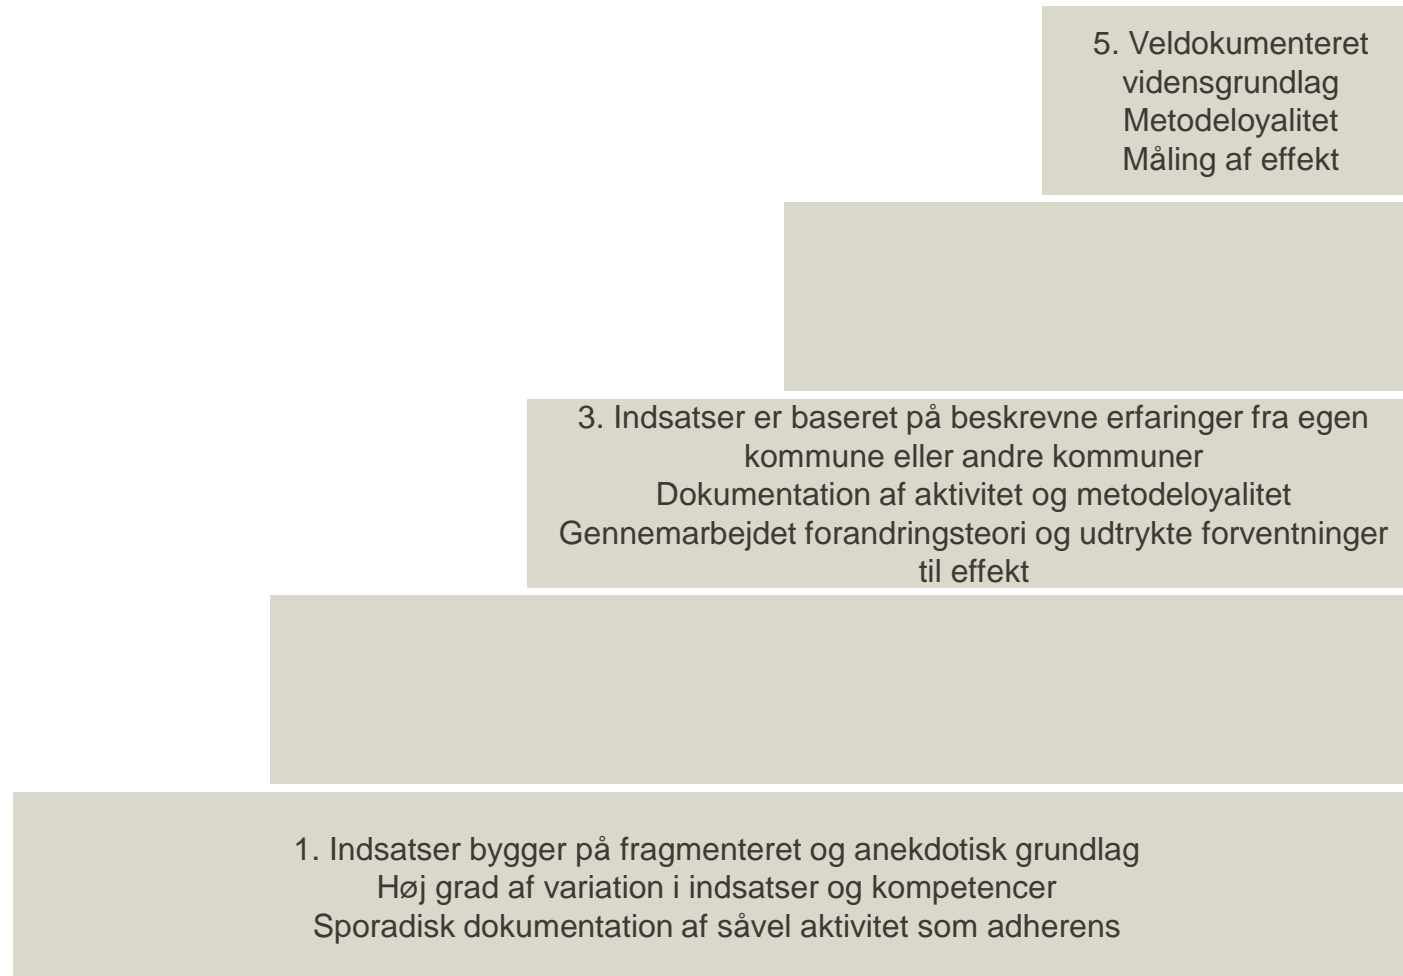 5. Veldokumenteret
vidensgrundlag
Metodeloyalitet
Måling af effekt
3. Indsatser er baseret på beskrevne erfaringer fra egen
kommune eller andre kommuner
Dokumentation af aktivitet og metodeloyalitet
Gennemarbejdet forandringsteori og udtrykte forventninger
til effekt
1. Indsatser bygger på fragmenteret og anekdotisk grundlag
Høj grad af variation i indsatser og kompetencer
Sporadisk dokumentation af såvel aktivitet som adherens